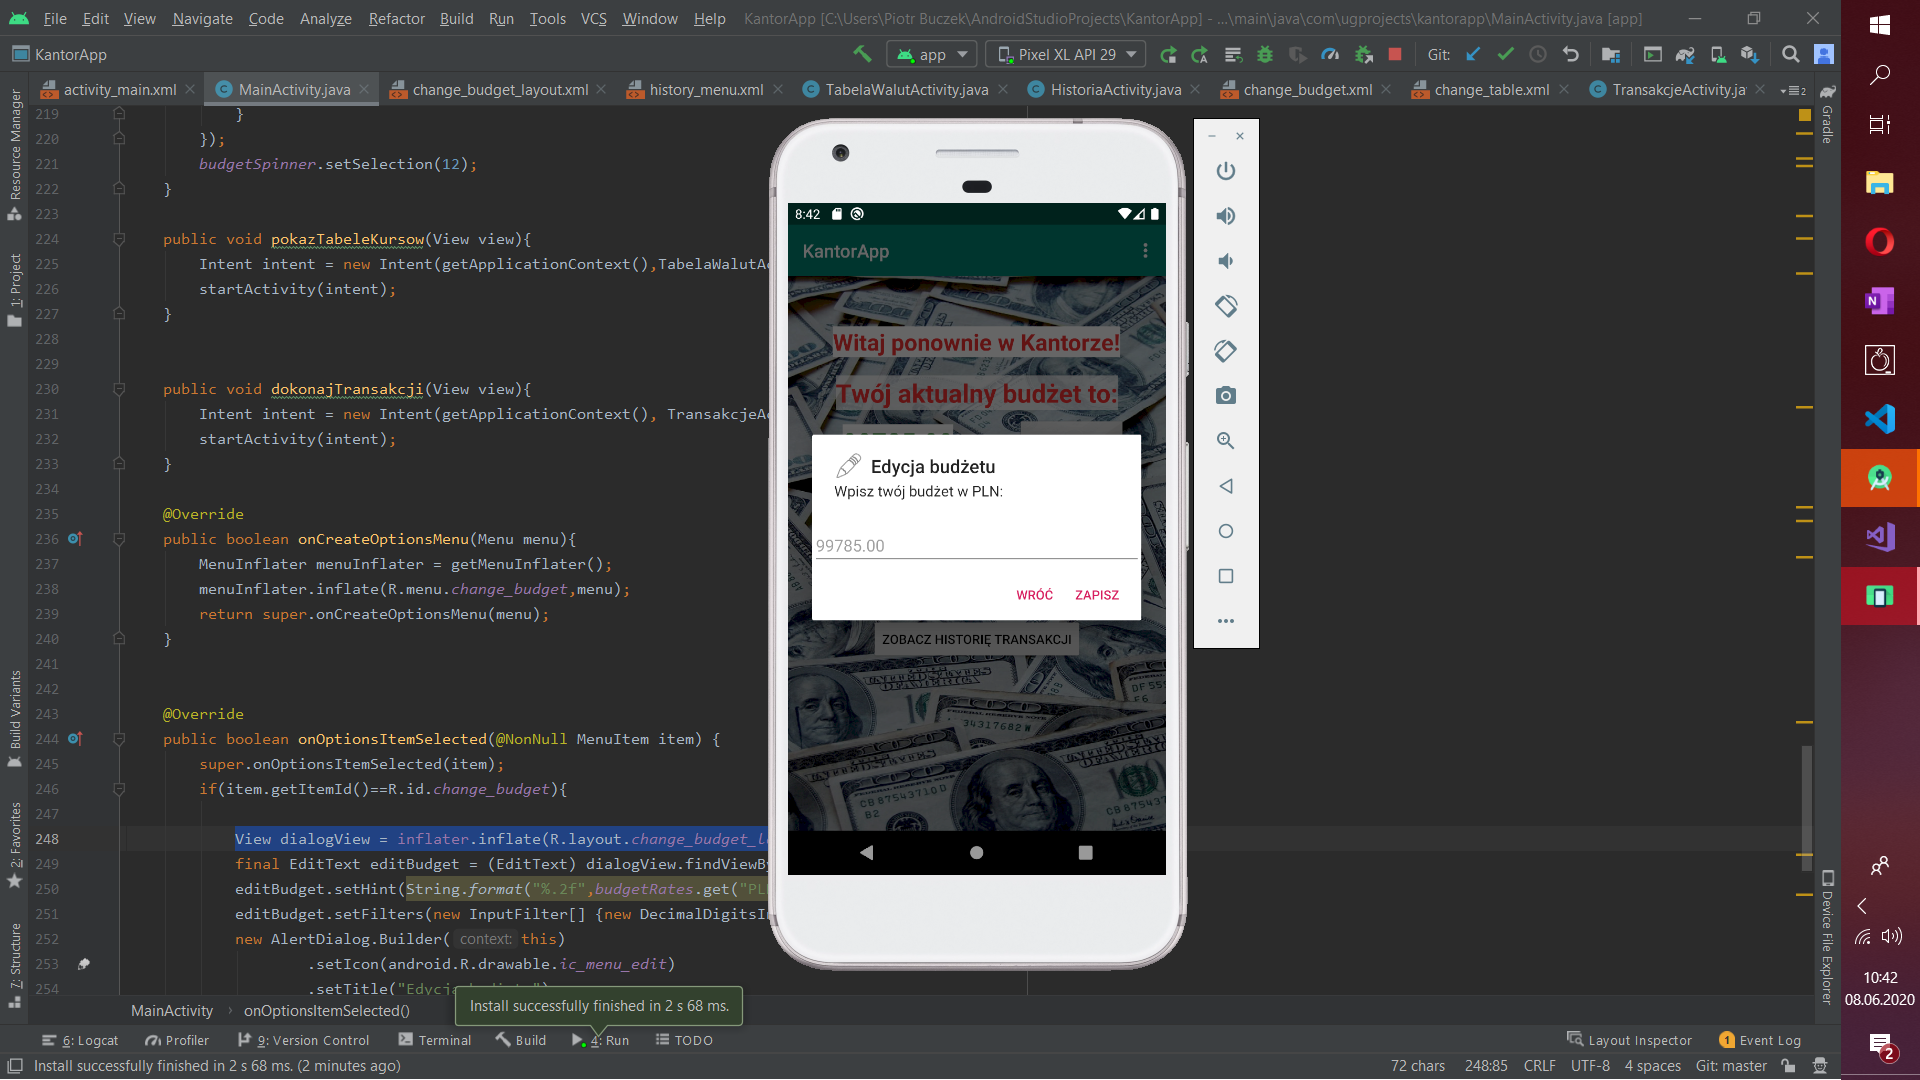 File Edit View Navigate Code Analyze Refactor Build Run Tools VCS Window Help KantorApp [C:\Users\Piotr Buczek\AndroidStudioProjects\KantorApp] - ...\main\java\com\ugprojects\kantorapp\MainActivity.java [app]
KantorApp
app
Pixel XL API 29
Git:
activity_main.xml
MainActivity.java
change_budget_layout.xml
history_menu.xml
TabelaWalutActivity.java
HistoriaActivity.java
change_budget.xml
change_table.xml
TransakcjeActivity.ja
Resource Manager
1: Project
Build Variants
2: Favorites
7: Structure
Gradle
Device File Explorer
219 }
220 });
221 budgetSpinner.setSelection(12);
222 }
223
224 public void pokazTabeleKursow(View view){
225 Intent intent = new Intent(getApplicationContext(),TabelaWalutAc
226 startActivity(intent);
227 }
228
229
230 public void dokonajTransakcji(View view){
231 Intent intent = new Intent(getApplicationContext(), TransakcjeAc
232 startActivity(intent);
233 }
234
235 @Override
236 public boolean onCreateOptionsMenu(Menu menu){
237 MenuInflater menuInflater = getMenuInflater();
238 menuInflater.inflate(R.menu.change_budget,menu);
239 return super.onCreateOptionsMenu(menu);
240 }
241
242
243 @Override
244 public boolean onOptionsItemSelected(@NonNull MenuItem item) {
245 super.onOptionsItemSelected(item);
246 if(item.getItemId()==R.id.change_budget){
247
248 View dialogView = inflater.inflate(R.layout.change_budget_l
249 final EditText editBudget = (EditText) dialogView.findViewBy
250 editBudget.setHint(String.format("%.2f",budgetRates.get("PL
251 editBudget.setFilters(new InputFilter[] {new DecimalDigitsIn
252 new AlertDialog.Builder( context: this)
253 .setIcon(android.R.drawable.ic_menu_edit)
254 .setTitle("Edycja
8:42
KantorApp
Witaj ponownie w Kantorze!
Twój aktualny budżet to:
Edycja budżetu
Wpisz twój budżet w PLN:
99785.00
WRÓĆ
ZAPISZ
ZOBACZ HISTORIĘ TRANSAKCJI
MainActivity › onOptionsItemSelected()
Install successfully finished in 2 s 68 ms.
6: Logcat
Profiler
9: Version Control
Terminal
Build
4: Run
TODO
Layout Inspector
1 Event Log
Install successfully finished in 2 s 68 ms. (2 minutes ago)
72 chars 248:85 CRLF UTF-8 4 spaces Git: master
10:42
08.06.2020
2